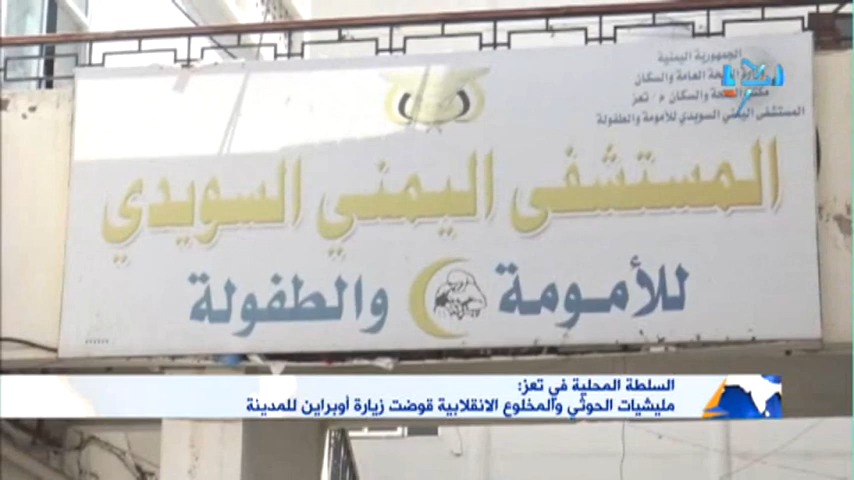 الجمهورية اليمنية
الصحة العامة والسكان
والسكان م / تعز
المستشفى اليمني السويدي للأمومة والطفولة
المستشفى اليمني السويدي
للأمومة والطفولة
السلطة المحلية في تعز:
مليشيات الحوثي والمخلوع الانقلابية قوضت زيارة أوبراين للمدينة